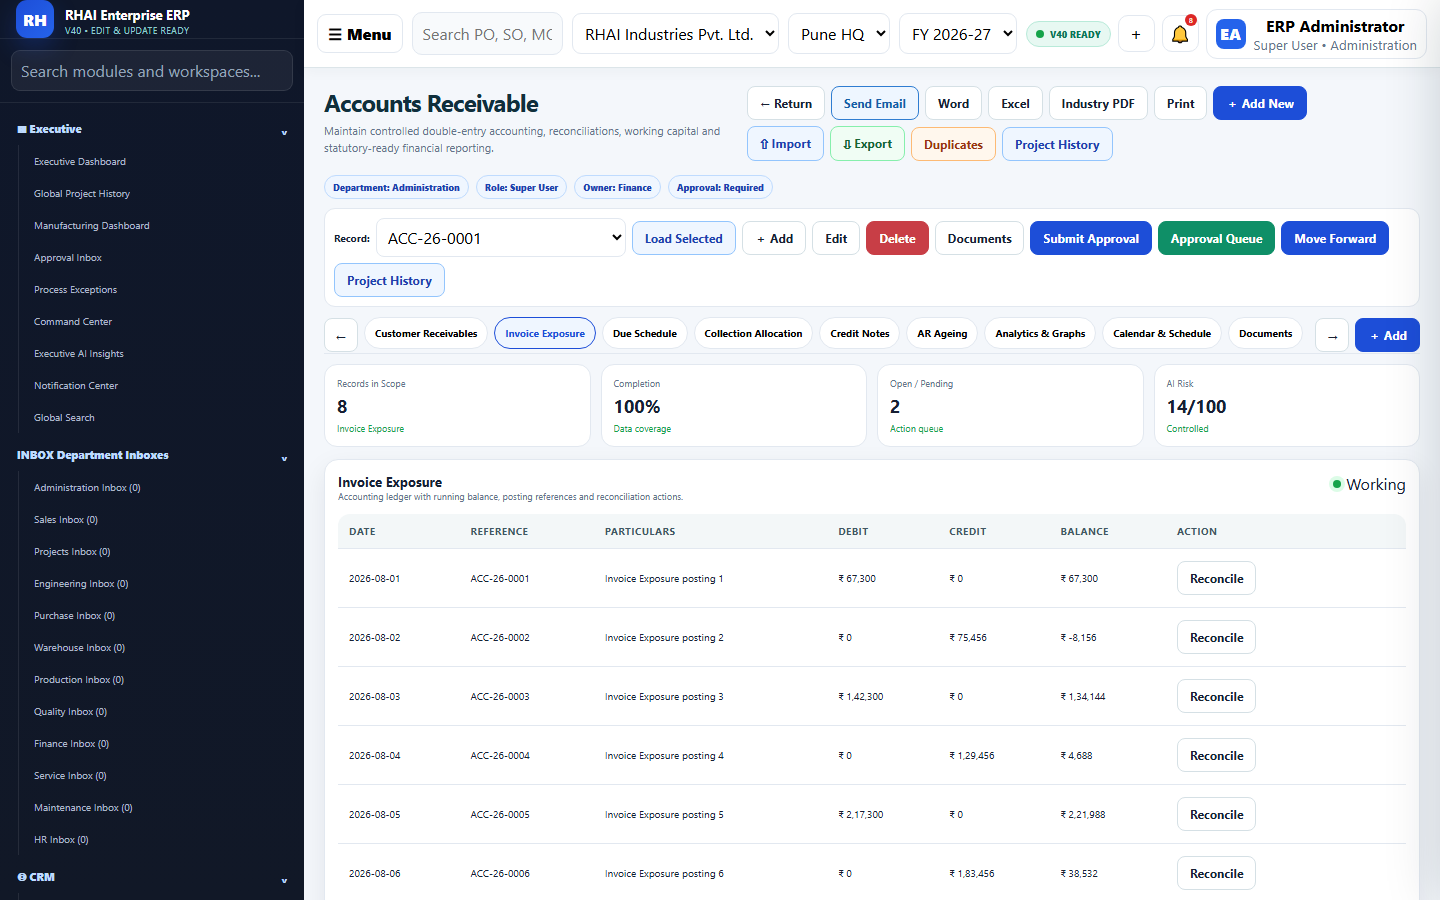 RH
RHAI Enterprise ERP
V40 • EDIT & UPDATE READY
Search modules and workspaces...
Executive
Executive Dashboard
Global Project History
Manufacturing Dashboard
Approval Inbox
Process Exceptions
Command Center
Executive AI Insights
Notification Center
Global Search
INBOX Department Inboxes
Administration Inbox (0)
Sales Inbox (0)
Projects Inbox (0)
Engineering Inbox (0)
Purchase Inbox (0)
Warehouse Inbox (0)
Production Inbox (0)
Quality Inbox (0)
Finance Inbox (0)
Service Inbox (0)
Maintenance Inbox (0)
HR Inbox (0)
CRM
☰ Menu
Search PO, SO, MC
RHAI Industries Pvt. Ltd.
Pune HQ
FY 2026-27
V40 READY
+
8
EA
ERP Administrator
Super User • Administration
Accounts Receivable
Maintain controlled double-entry accounting, reconciliations, working capital and
statutory-ready financial reporting.
← Return
Send Email
Word
Excel
Industry PDF
Print
+ Add New
⇧ Import
⇩ Export
Duplicates
Project History
Department: Administration
Role: Super User
Owner: Finance
Approval: Required
Record:
ACC-26-0001
Load Selected
+ Add
Edit
Delete
Documents
Submit Approval
Approval Queue
Move Forward
Project History
←
Customer Receivables
Invoice Exposure
Due Schedule
Collection Allocation
Credit Notes
AR Ageing
Analytics & Graphs
Calendar & Schedule
Documents
→
+ Add
Records in Scope
8
Invoice Exposure
Completion
100%
Data coverage
Open / Pending
2
Action queue
AI Risk
14/100
Controlled
Invoice Exposure
Accounting ledger with running balance, posting references and reconciliation actions.
Working
DATE REFERENCE PARTICULARS DEBIT CREDIT BALANCE ACTION
2026-08-01 ACC-26-0001 Invoice Exposure posting 1 ₹ 67,300 ₹ 0 ₹ 67,300 Reconcile
2026-08-02 ACC-26-0002 Invoice Exposure posting 2 ₹ 0 ₹ 75,456 ₹ -8,156 Reconcile
2026-08-03 ACC-26-0003 Invoice Exposure posting 3 ₹ 1,42,300 ₹ 0 ₹ 1,34,144 Reconcile
2026-08-04 ACC-26-0004 Invoice Exposure posting 4 ₹ 0 ₹ 1,29,456 ₹ 4,688 Reconcile
2026-08-05 ACC-26-0005 Invoice Exposure posting 5 ₹ 2,17,300 ₹ 0 ₹ 2,21,988 Reconcile
2026-08-06 ACC-26-0006 Invoice Exposure posting 6 ₹ 0 ₹ 1,83,456 ₹ 38,532 Reconcile